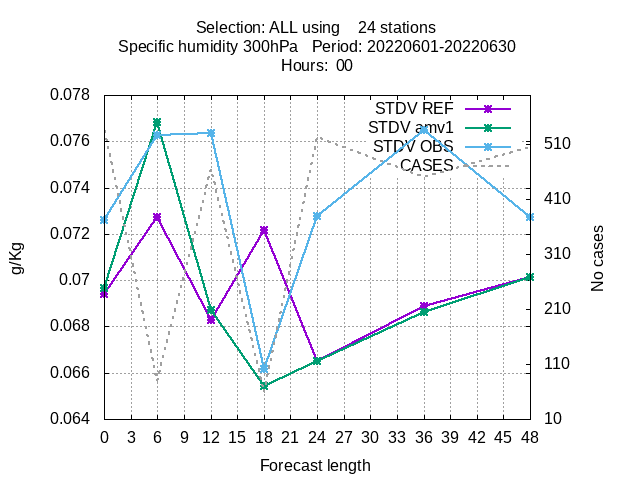 Selection: ALL using    24 stations
Specific humidity 300hPa   Period: 20220601-20220630
Hours:  00
0.078
0.076
0.074
0.072
0.07
0.068
0.066
0.064
g/Kg
STDV REF
STDV amv1
STDV OBS
CASES
510
410
310
210
110
10
No cases
0 3 6 9 12 15 18 21 24 27 30 33 36 39 42 45 48
Forecast length